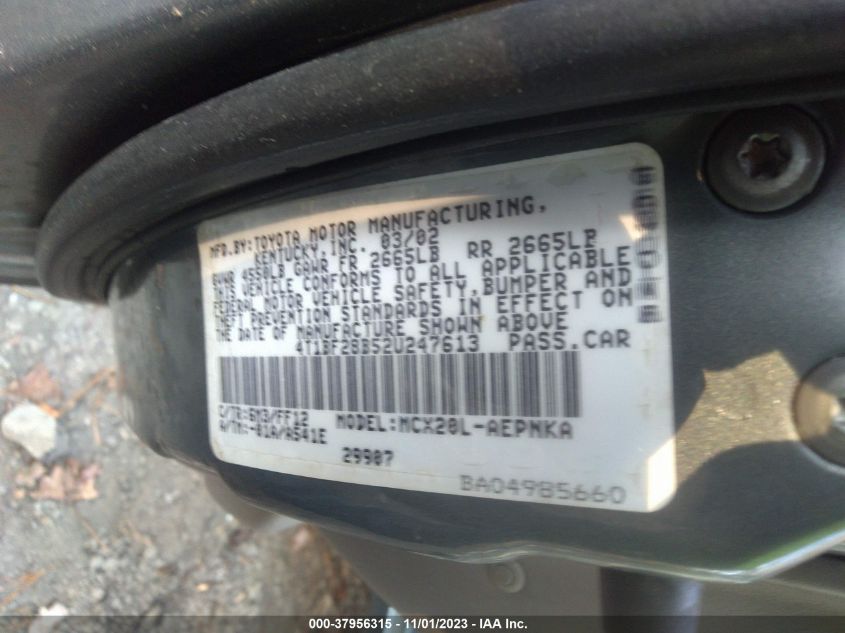 MFD.BY:TOYOTA MOTOR MANUFACTURING,
KENTUCKY,INC. 03/02
GVWR 4550LB GAWR FR 2665LB RR 2665LB
THIS VEHICLE CONFORMS TO ALL APPLICABLE
FEDERAL MOTOR VEHICLE SAFETY,BUMPER AND
THEFT PREVENTION STANDARDS IN EFFECT ON
THE DATE OF MANUFACTURE SHOWN ABOVE
4T1BF28B52U247613 PASS.CAR
C/TR:6M3/FF12 MODEL:MCX20L-AEPNKA
A/TM:-01A/A541E
29907
BA04985660
000-37956315 - 11/01/2023 - IAA Inc.